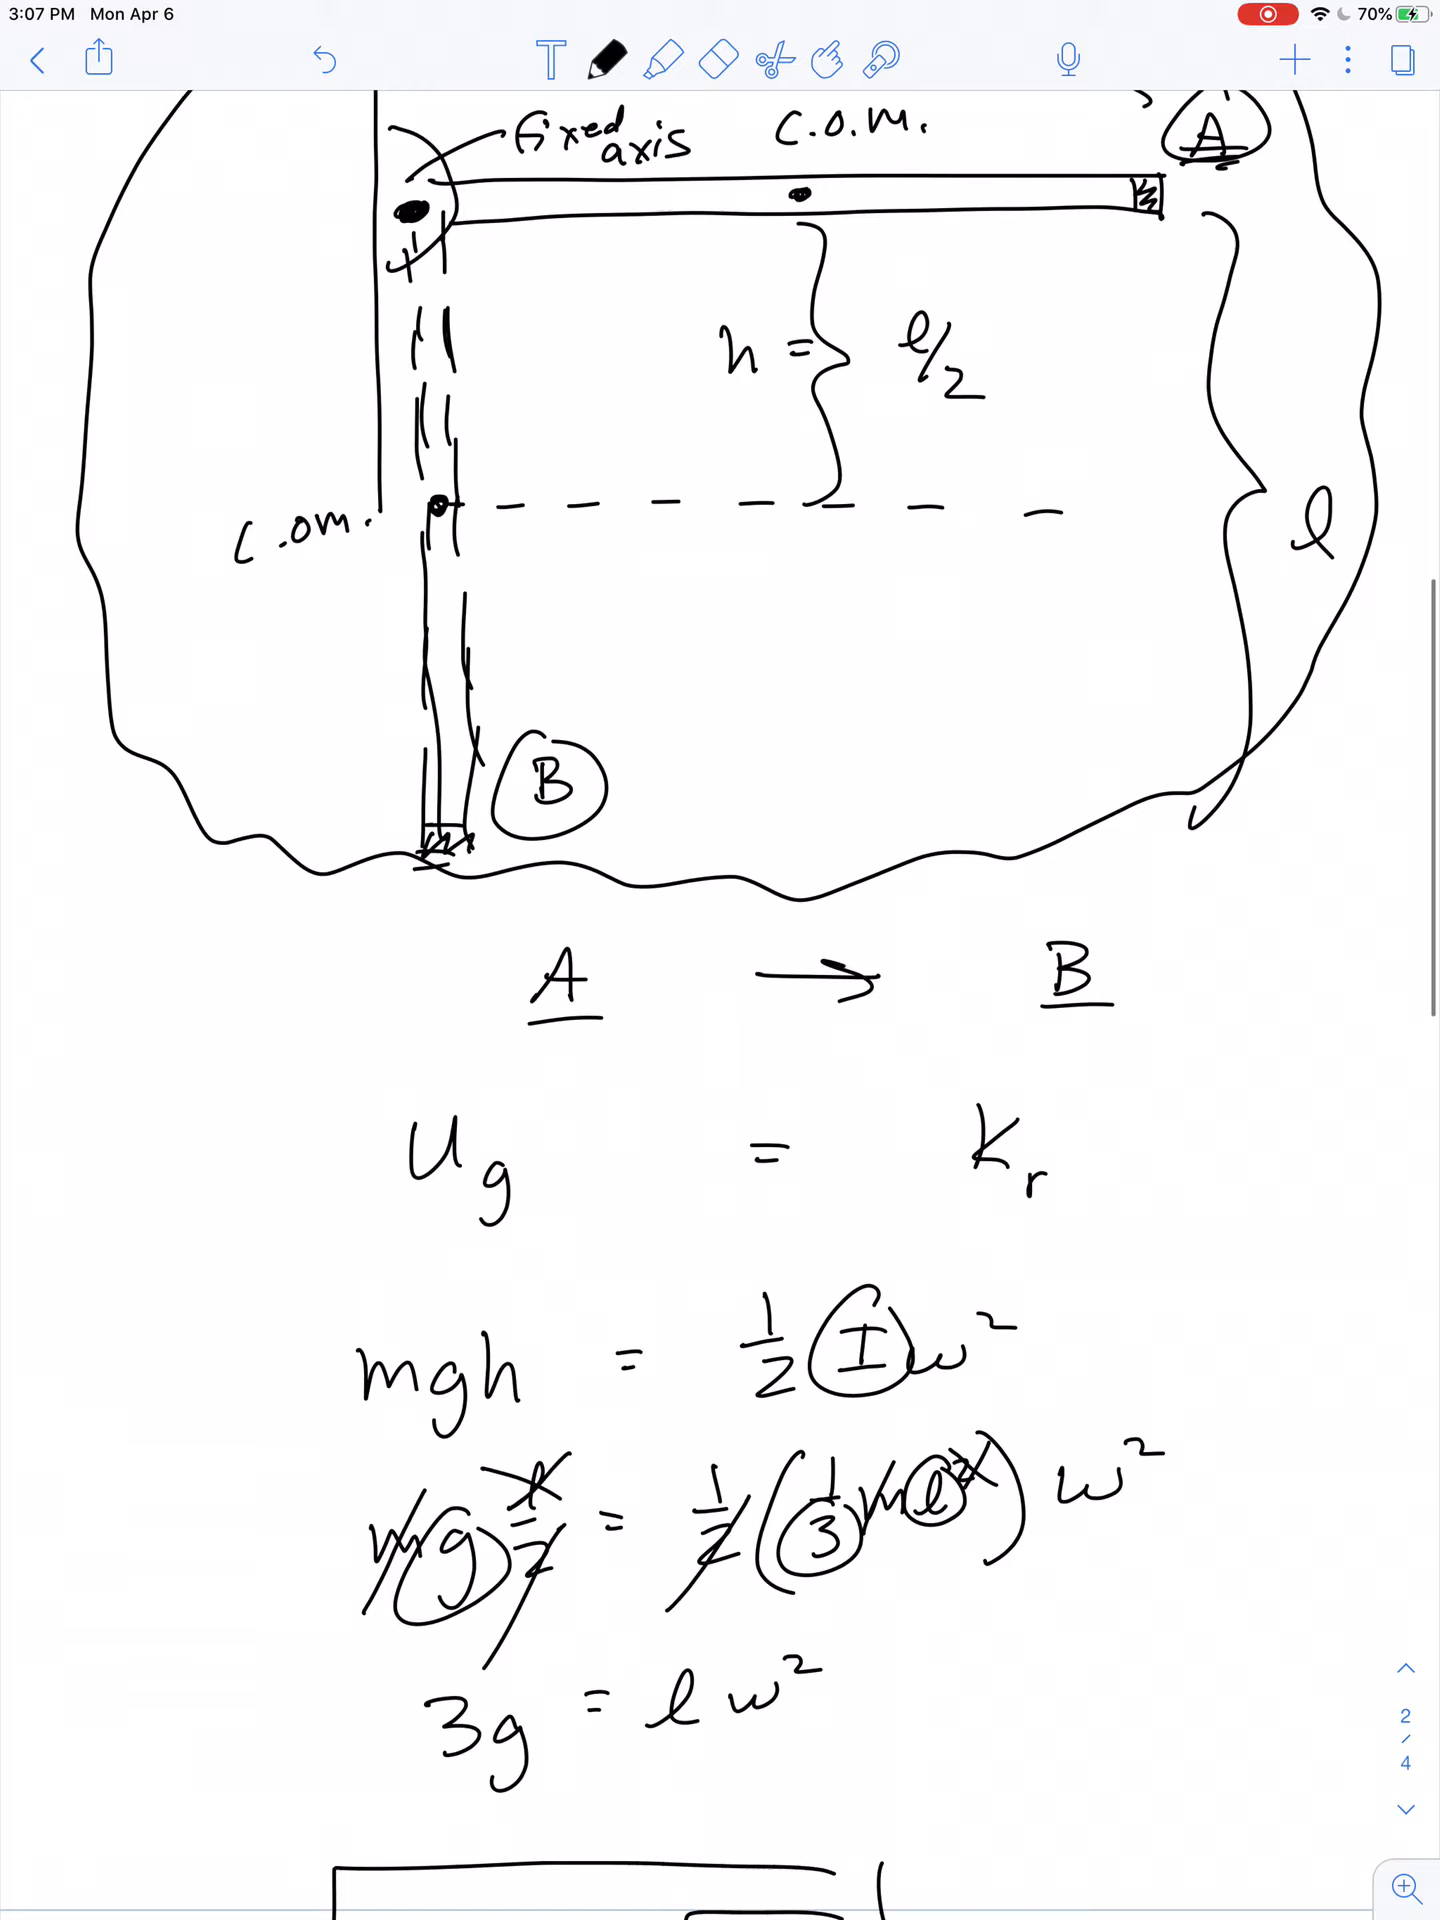 3:07 PM Mon Apr 6
70%
T
fixed axis
C.O.M.
A
h = l/2
C.OM.
l
B
A → B
Ug = Kr
mgh = 1/2 I ω²
mg l/2 = 1/2 (1/3 ml²) ω²
3g = l ω²
2
/
4